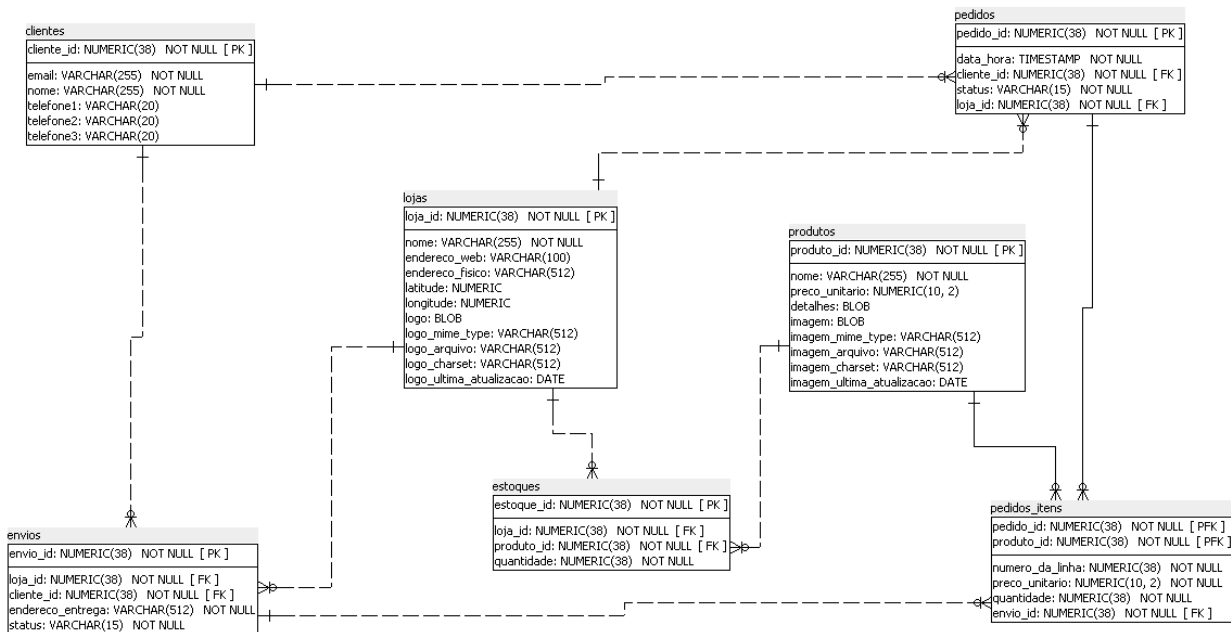 clientes
cliente_id: NUMERIC(38) NOT NULL [ PK ]
email: VARCHAR(255) NOT NULL
nome: VARCHAR(255) NOT NULL
telefone1: VARCHAR(20)
telefone2: VARCHAR(20)
telefone3: VARCHAR(20)
pedidos
pedido_id: NUMERIC(38) NOT NULL [ PK ]
data_hora: TIMESTAMP NOT NULL
cliente_id: NUMERIC(38) NOT NULL [ FK ]
status: VARCHAR(15) NOT NULL
loja_id: NUMERIC(38) NOT NULL [ FK ]
lojas
loja_id: NUMERIC(38) NOT NULL [ PK ]
nome: VARCHAR(255) NOT NULL
endereco_web: VARCHAR(100)
endereco_fisico: VARCHAR(512)
latitude: NUMERIC
longitude: NUMERIC
logo: BLOB
logo_mime_type: VARCHAR(512)
logo_arquivo: VARCHAR(512)
logo_charset: VARCHAR(512)
logo_ultima_atualizacao: DATE
produtos
produto_id: NUMERIC(38) NOT NULL [ PK ]
nome: VARCHAR(255) NOT NULL
preco_unitario: NUMERIC(10, 2)
detalhes: BLOB
imagem: BLOB
imagem_mime_type: VARCHAR(512)
imagem_arquivo: VARCHAR(512)
imagem_charset: VARCHAR(512)
imagem_ultima_atualizacao: DATE
estoques
estoque_id: NUMERIC(38) NOT NULL [ PK ]
loja_id: NUMERIC(38) NOT NULL [ FK ]
produto_id: NUMERIC(38) NOT NULL [ FK ]
quantidade: NUMERIC(38) NOT NULL
envios
envio_id: NUMERIC(38) NOT NULL [ PK ]
loja_id: NUMERIC(38) NOT NULL [ FK ]
cliente_id: NUMERIC(38) NOT NULL [ FK ]
endereco_entrega: VARCHAR(512) NOT NULL
status: VARCHAR(15) NOT NULL
pedidos_itens
pedido_id: NUMERIC(38) NOT NULL [ PFK ]
produto_id: NUMERIC(38) NOT NULL [ PFK ]
numero_da_linha: NUMERIC(38) NOT NULL
preco_unitario: NUMERIC(10, 2) NOT NULL
quantidade: NUMERIC(38) NOT NULL
envio_id: NUMERIC(38) NOT NULL [ FK ]